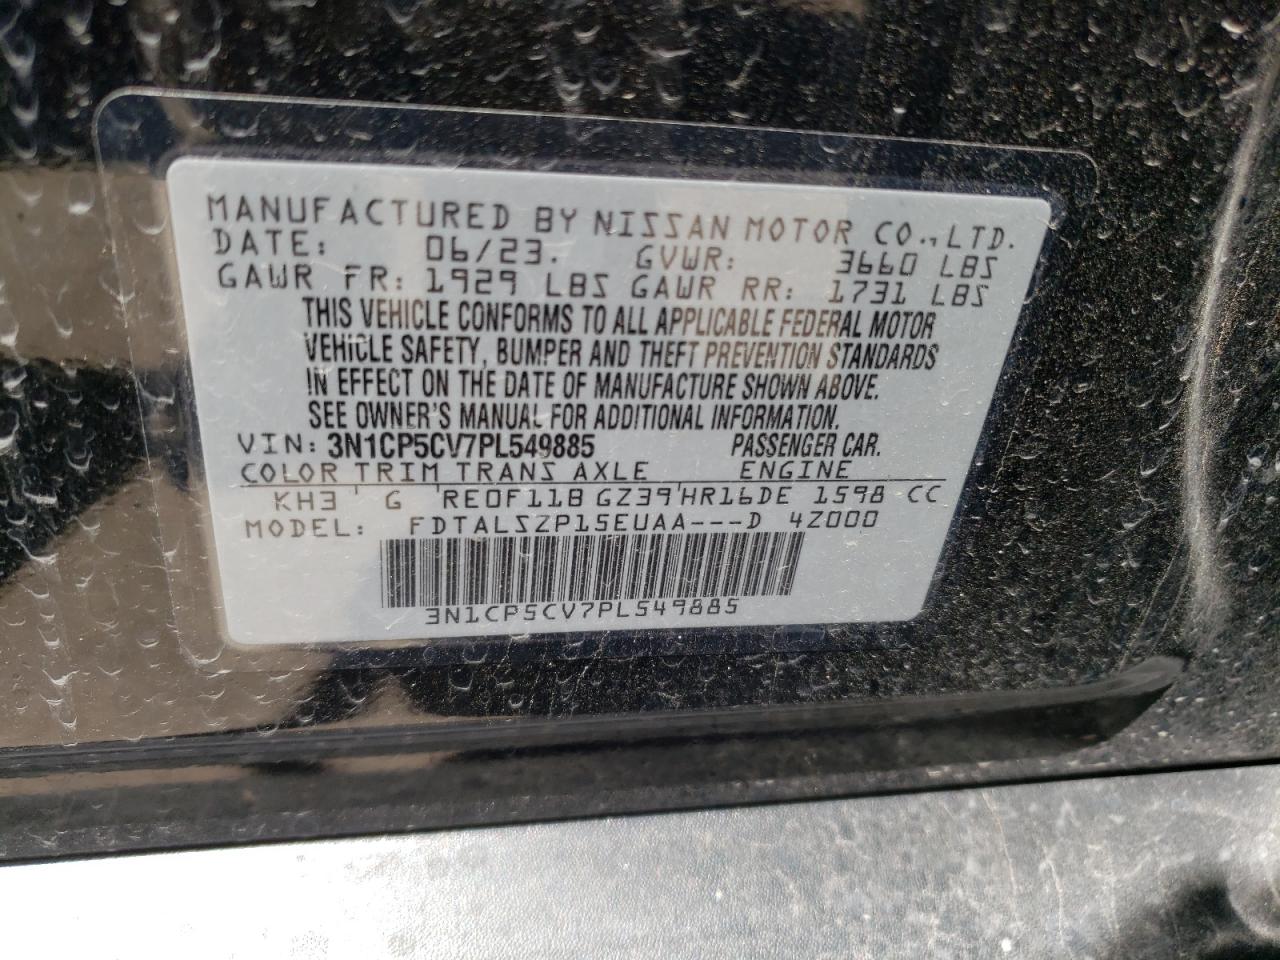 MANUFACTURED BY NISSAN MOTOR CO., LTD.
DATE: 06/23. GVWR: 3660 LBS
GAWR FR: 1929 LBS GAWR RR: 1731 LBS
THIS VEHICLE CONFORMS TO ALL APPLICABLE FEDERAL MOTOR
VEHICLE SAFETY, BUMPER AND THEFT PREVENTION STANDARDS
IN EFFECT ON THE DATE OF MANUFACTURE SHOWN ABOVE.
SEE OWNER'S MANUAL FOR ADDITIONAL INFORMATION.
VIN: 3N1CP5CV7PL549885 PASSENGER CAR.
COLOR TRIM TRANS AXLE ENGINE
KH3 G RE0F11B GZ39 HR16DE 1598 CC
MODEL: FDTALSZP15EUAA---D 4Z000
3N1CP5CV7PL549885